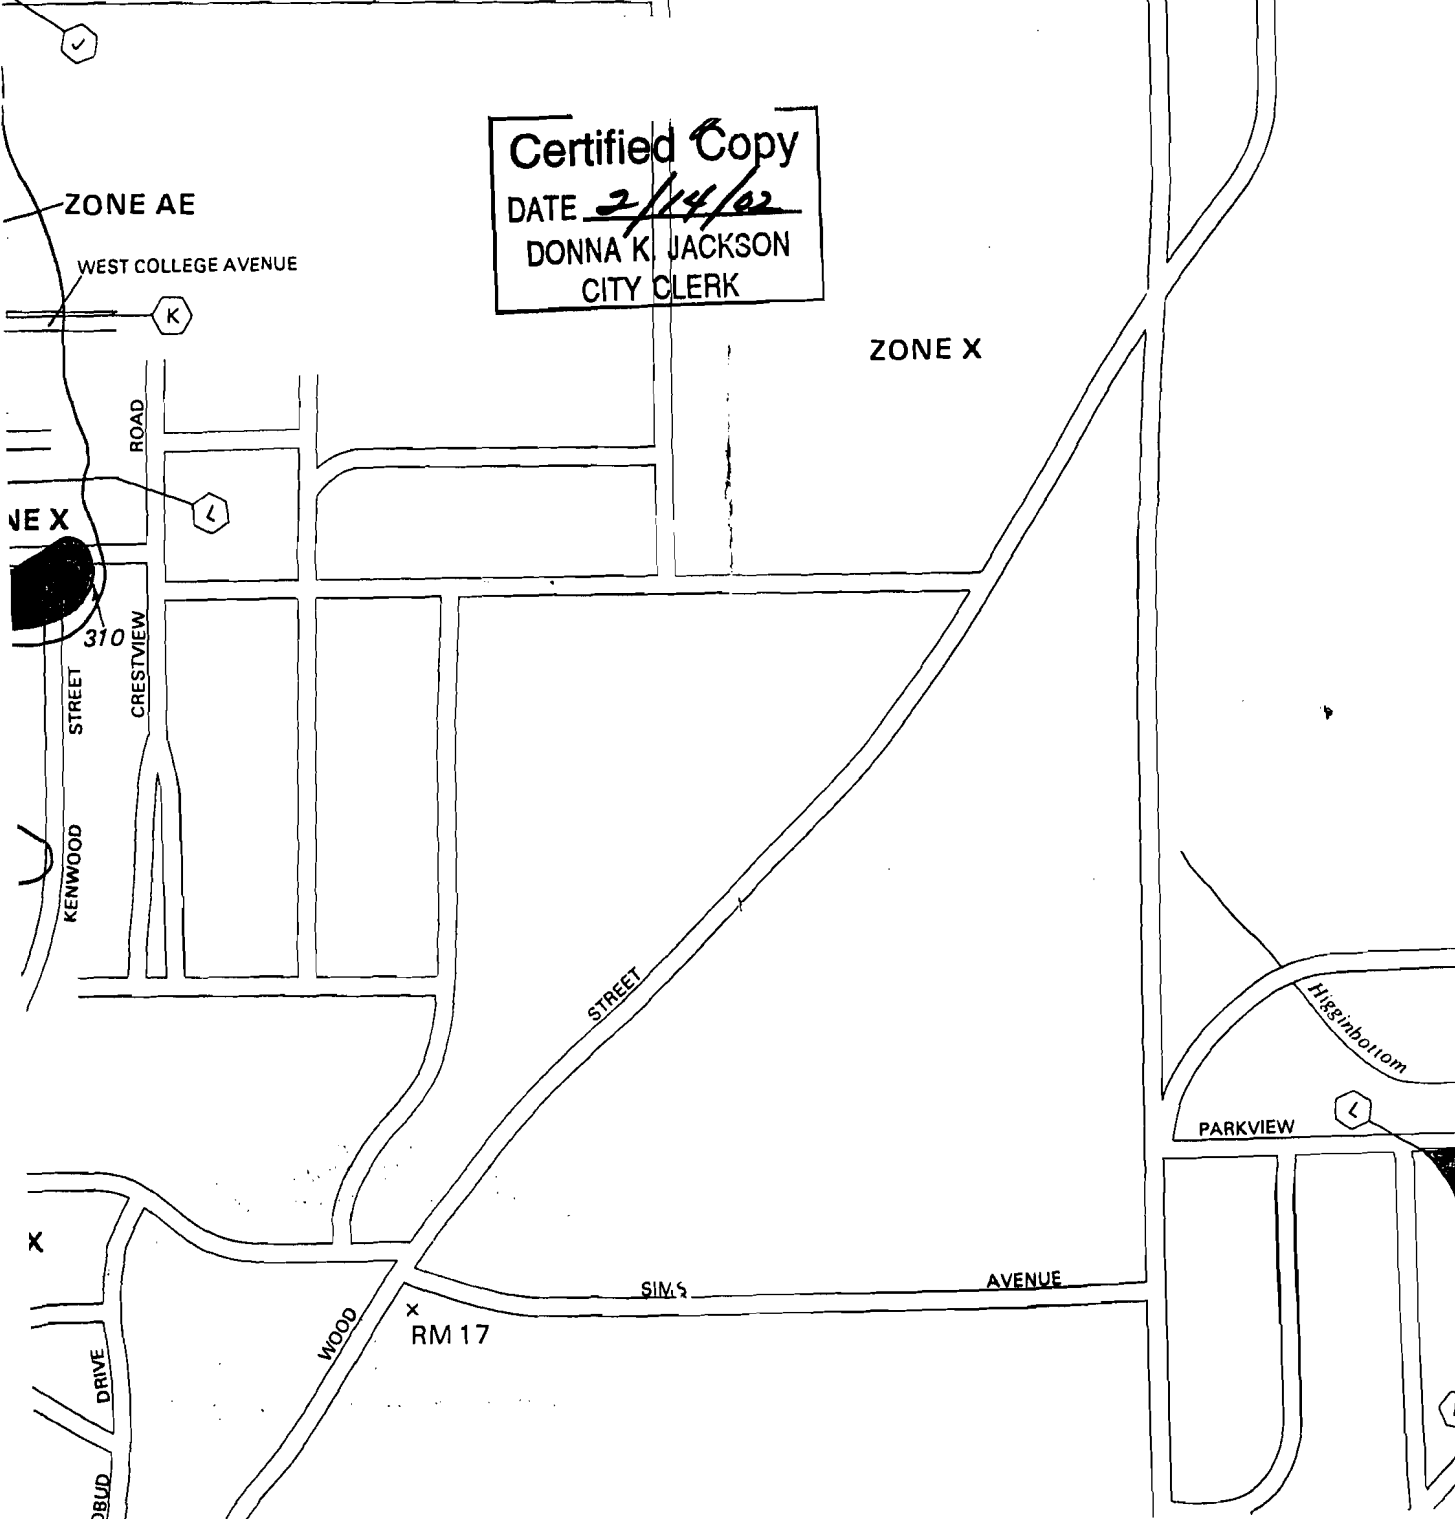 Certified Copy
DATE 2/14/02
DONNA K. JACKSON
CITY CLERK
ZONE AE
WEST COLLEGE AVENUE
K
ZONE X
ROAD
L
NE X
310
CRESTVIEW
STREET
KENWOOD
STREET
Higginbottom
L
PARKVIEW
X
SIMS
AVENUE
RM 17
WOOD
DRIVE
DBUD